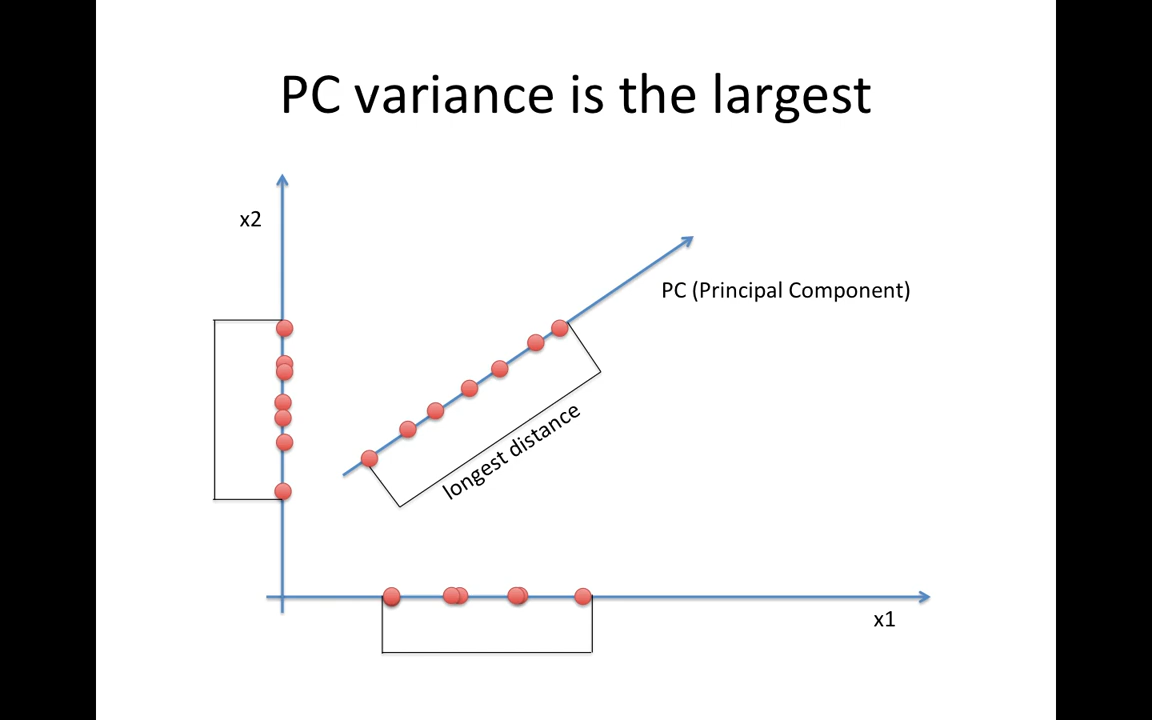 PC variance is the largest
x2
PC (Principal Component)
longest distance
x1